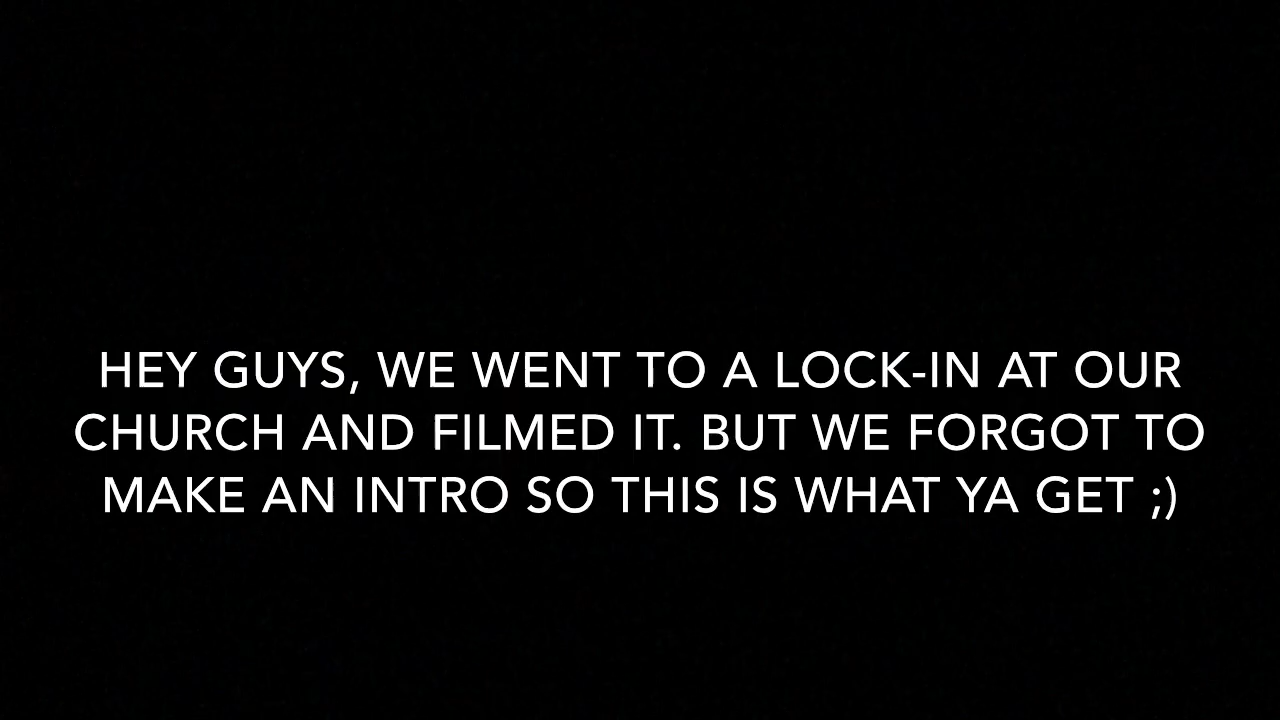 HEY GUYS, WE WENT TO A LOCK-IN AT OUR
CHURCH AND FILMED IT. BUT WE FORGOT TO
MAKE AN INTRO SO THIS IS WHAT YA GET ;)